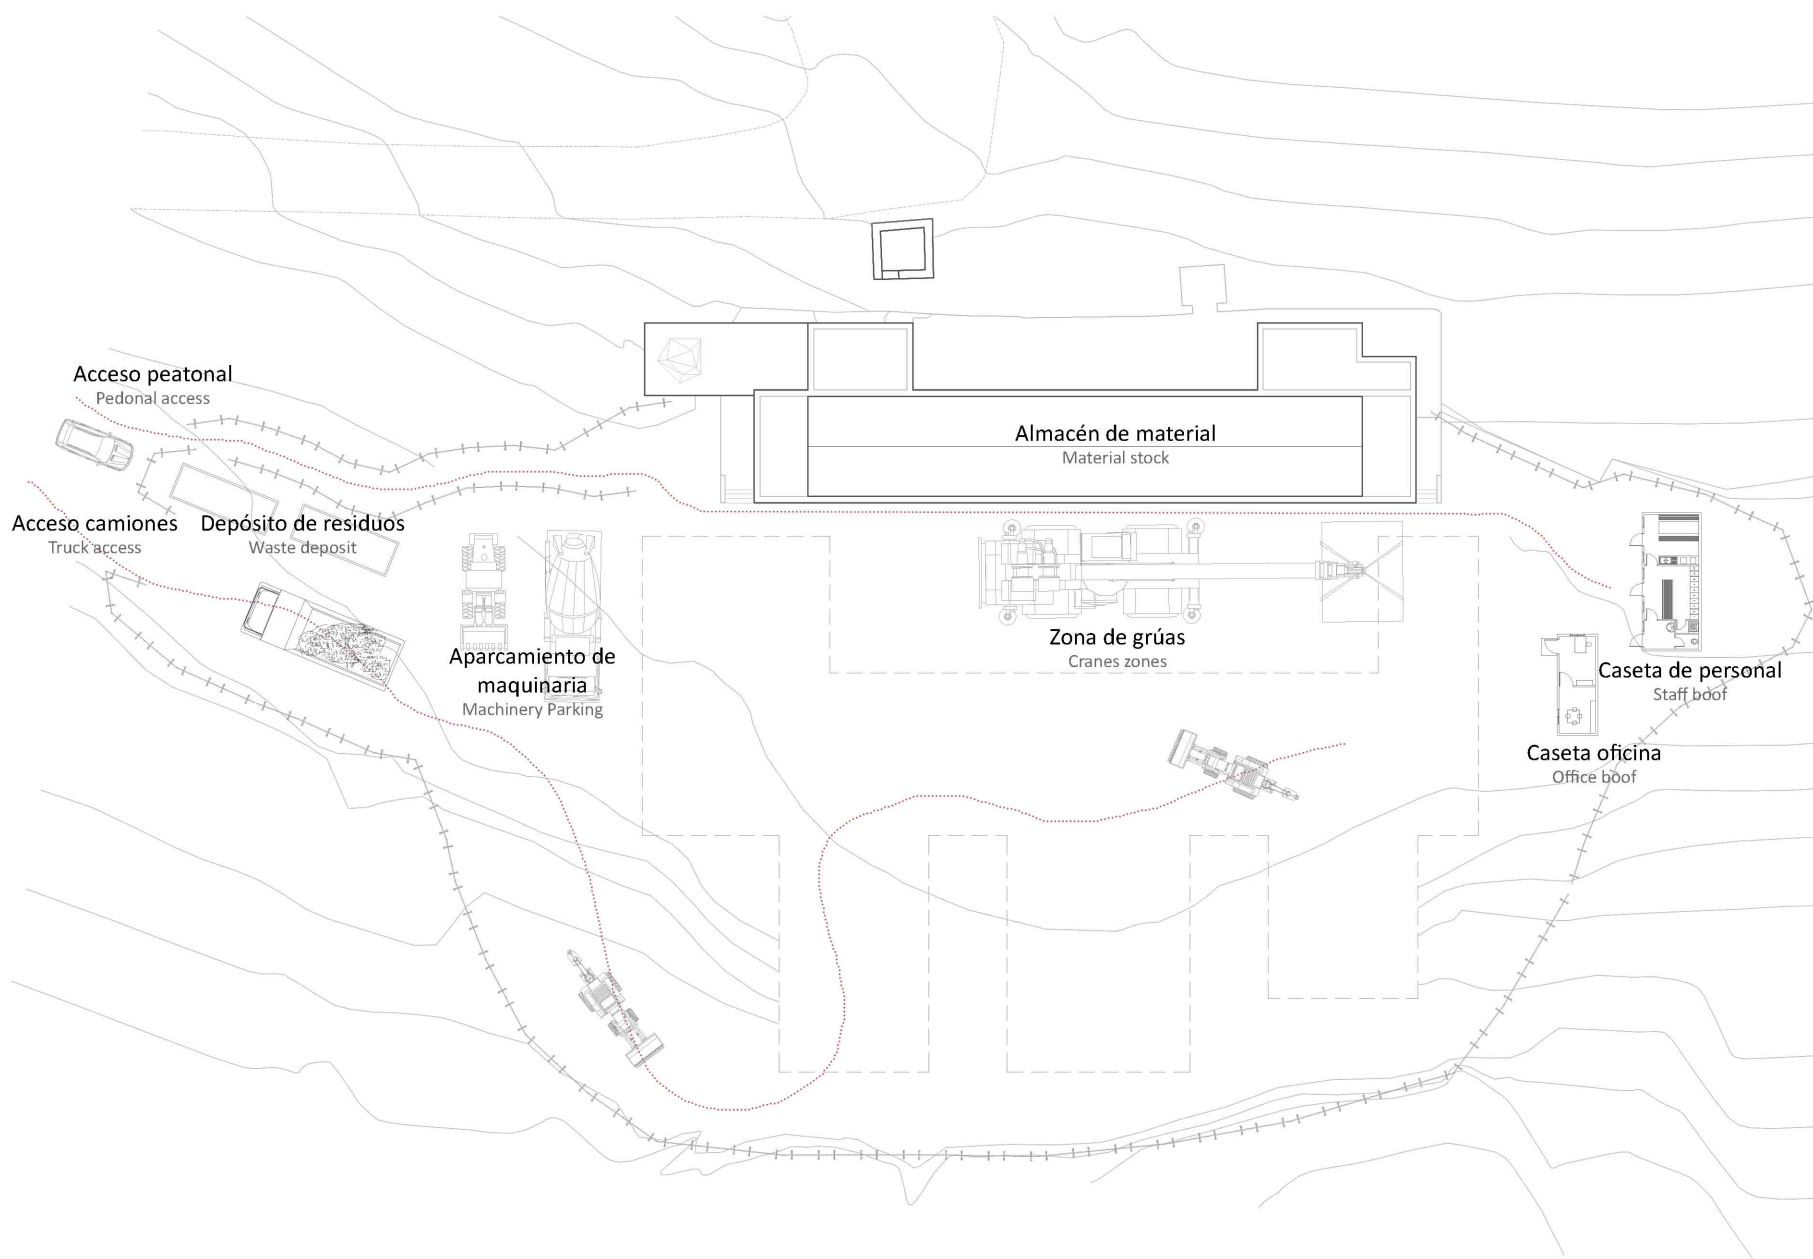 Acceso peatonal
Pedonal access
Almacén de material
Material stock
Acceso camiones
Truck access
Depósito de residuos
Waste deposit
Aparcamiento de
maquinaria
Machinery Parking
Zona de grúas
Cranes zones
Caseta de personal
Staff boof
Caseta oficina
Office boof